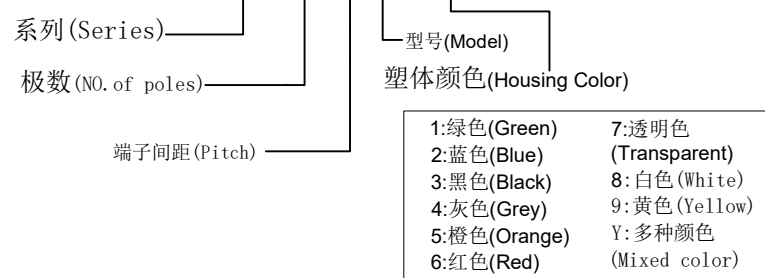 系列(Series)
型号(Model)
极数(NO.of poles)
塑体颜色(Housing Color)
端子间距(Pitch)
1:绿色(Green)
2:蓝色(Blue)
3:黑色(Black)
4:灰色(Grey)
5:橙色(Orange)
6:红色(Red)
7:透明色
(Transparent)
8:白色(White)
9:黄色(Yellow)
Y:多种颜色
(Mixed color)